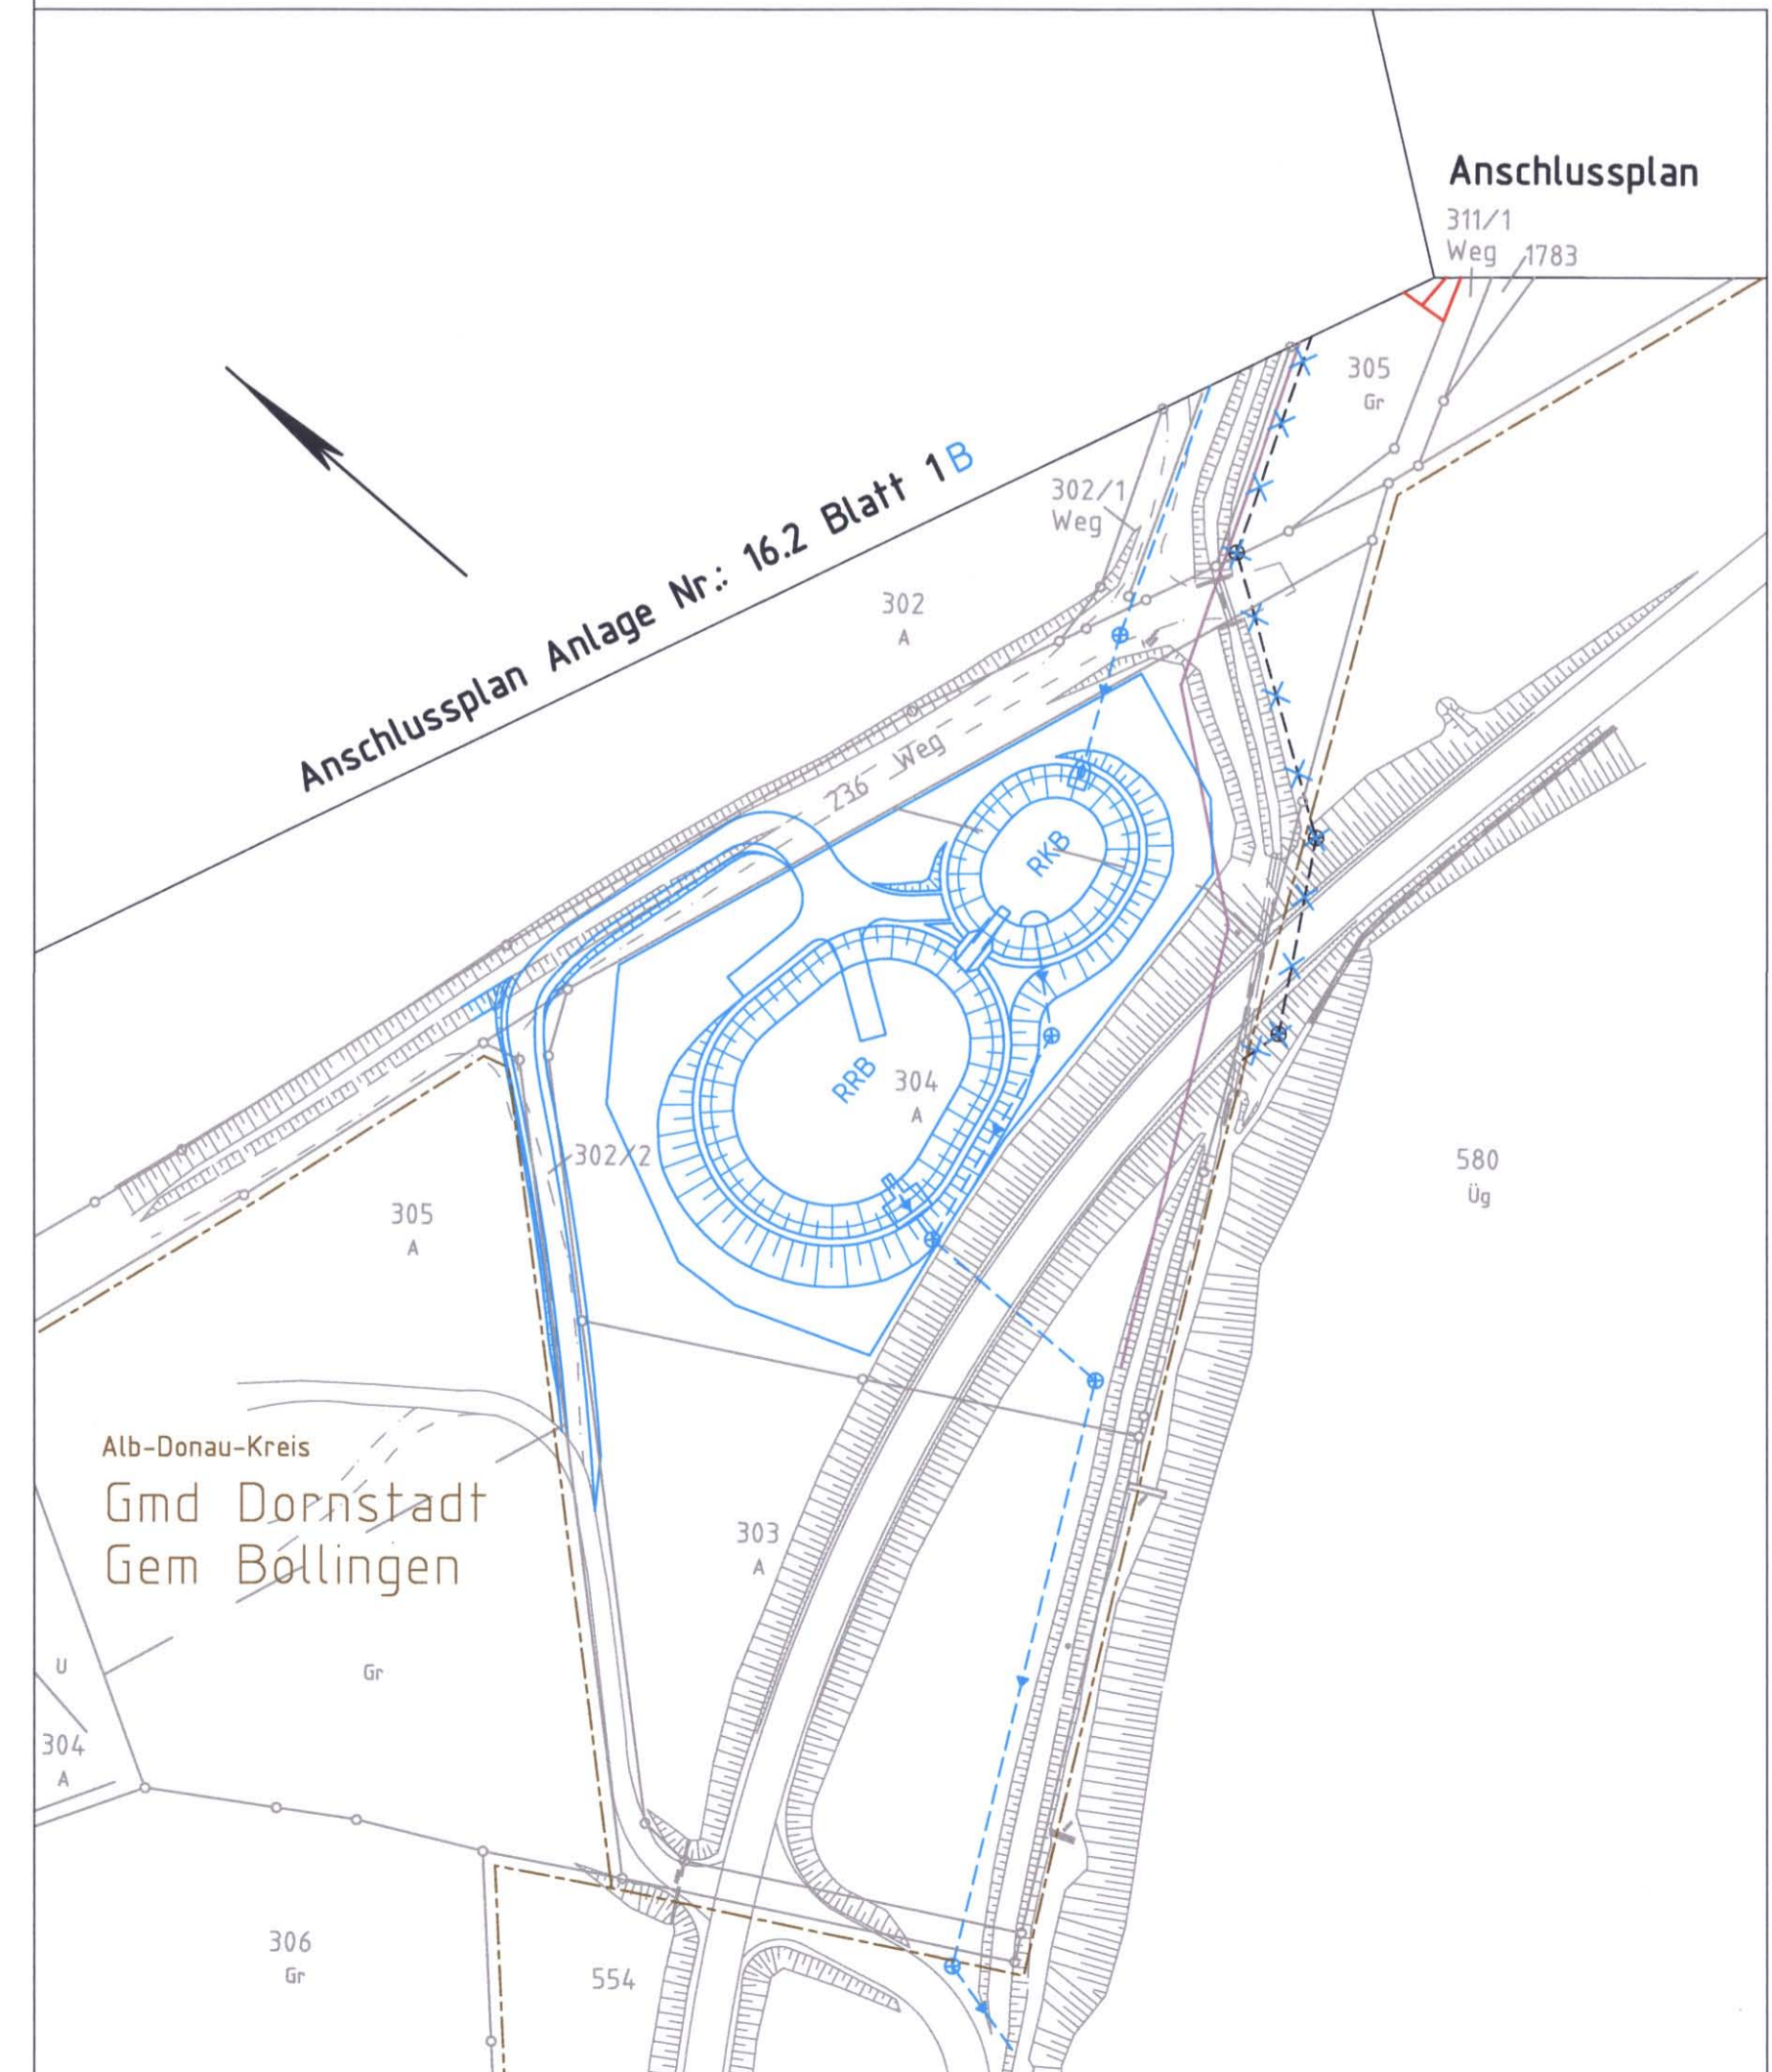 Anschlussplan
311/1
Weg
1783
305
Gr
Anschlussplan Anlage Nr.: 16.2 Blatt 1 B
302/1
Weg
302
A
236 Weg
RKB
RRB
304
A
302/2
305
A
580
Üg
Alb-Donau-Kreis
Gmd Dornstadt
Gem Bollingen
303
A
U
Gr
304
A
306
Gr
554